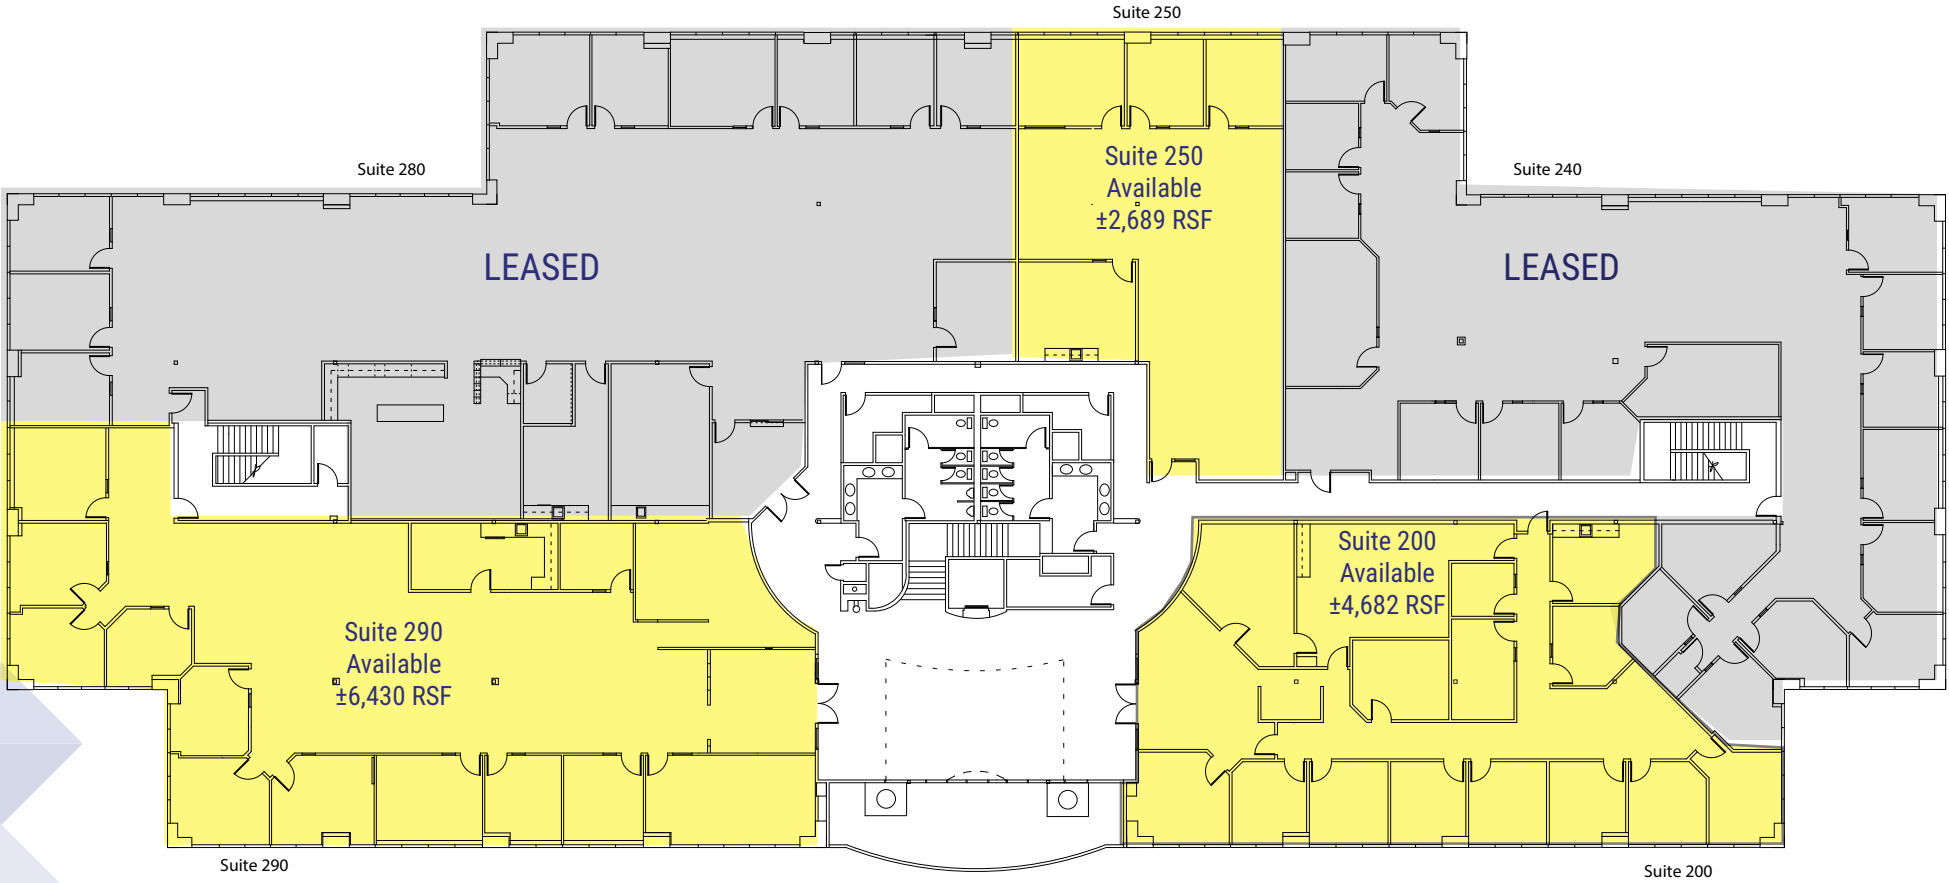 Suite 250
Suite 280
Suite 240
Suite 250
Available
±2,689 RSF
LEASED
LEASED
Suite 200
Available
±4,682 RSF
Suite 290
Available
±6,430 RSF
Suite 290
Suite 200